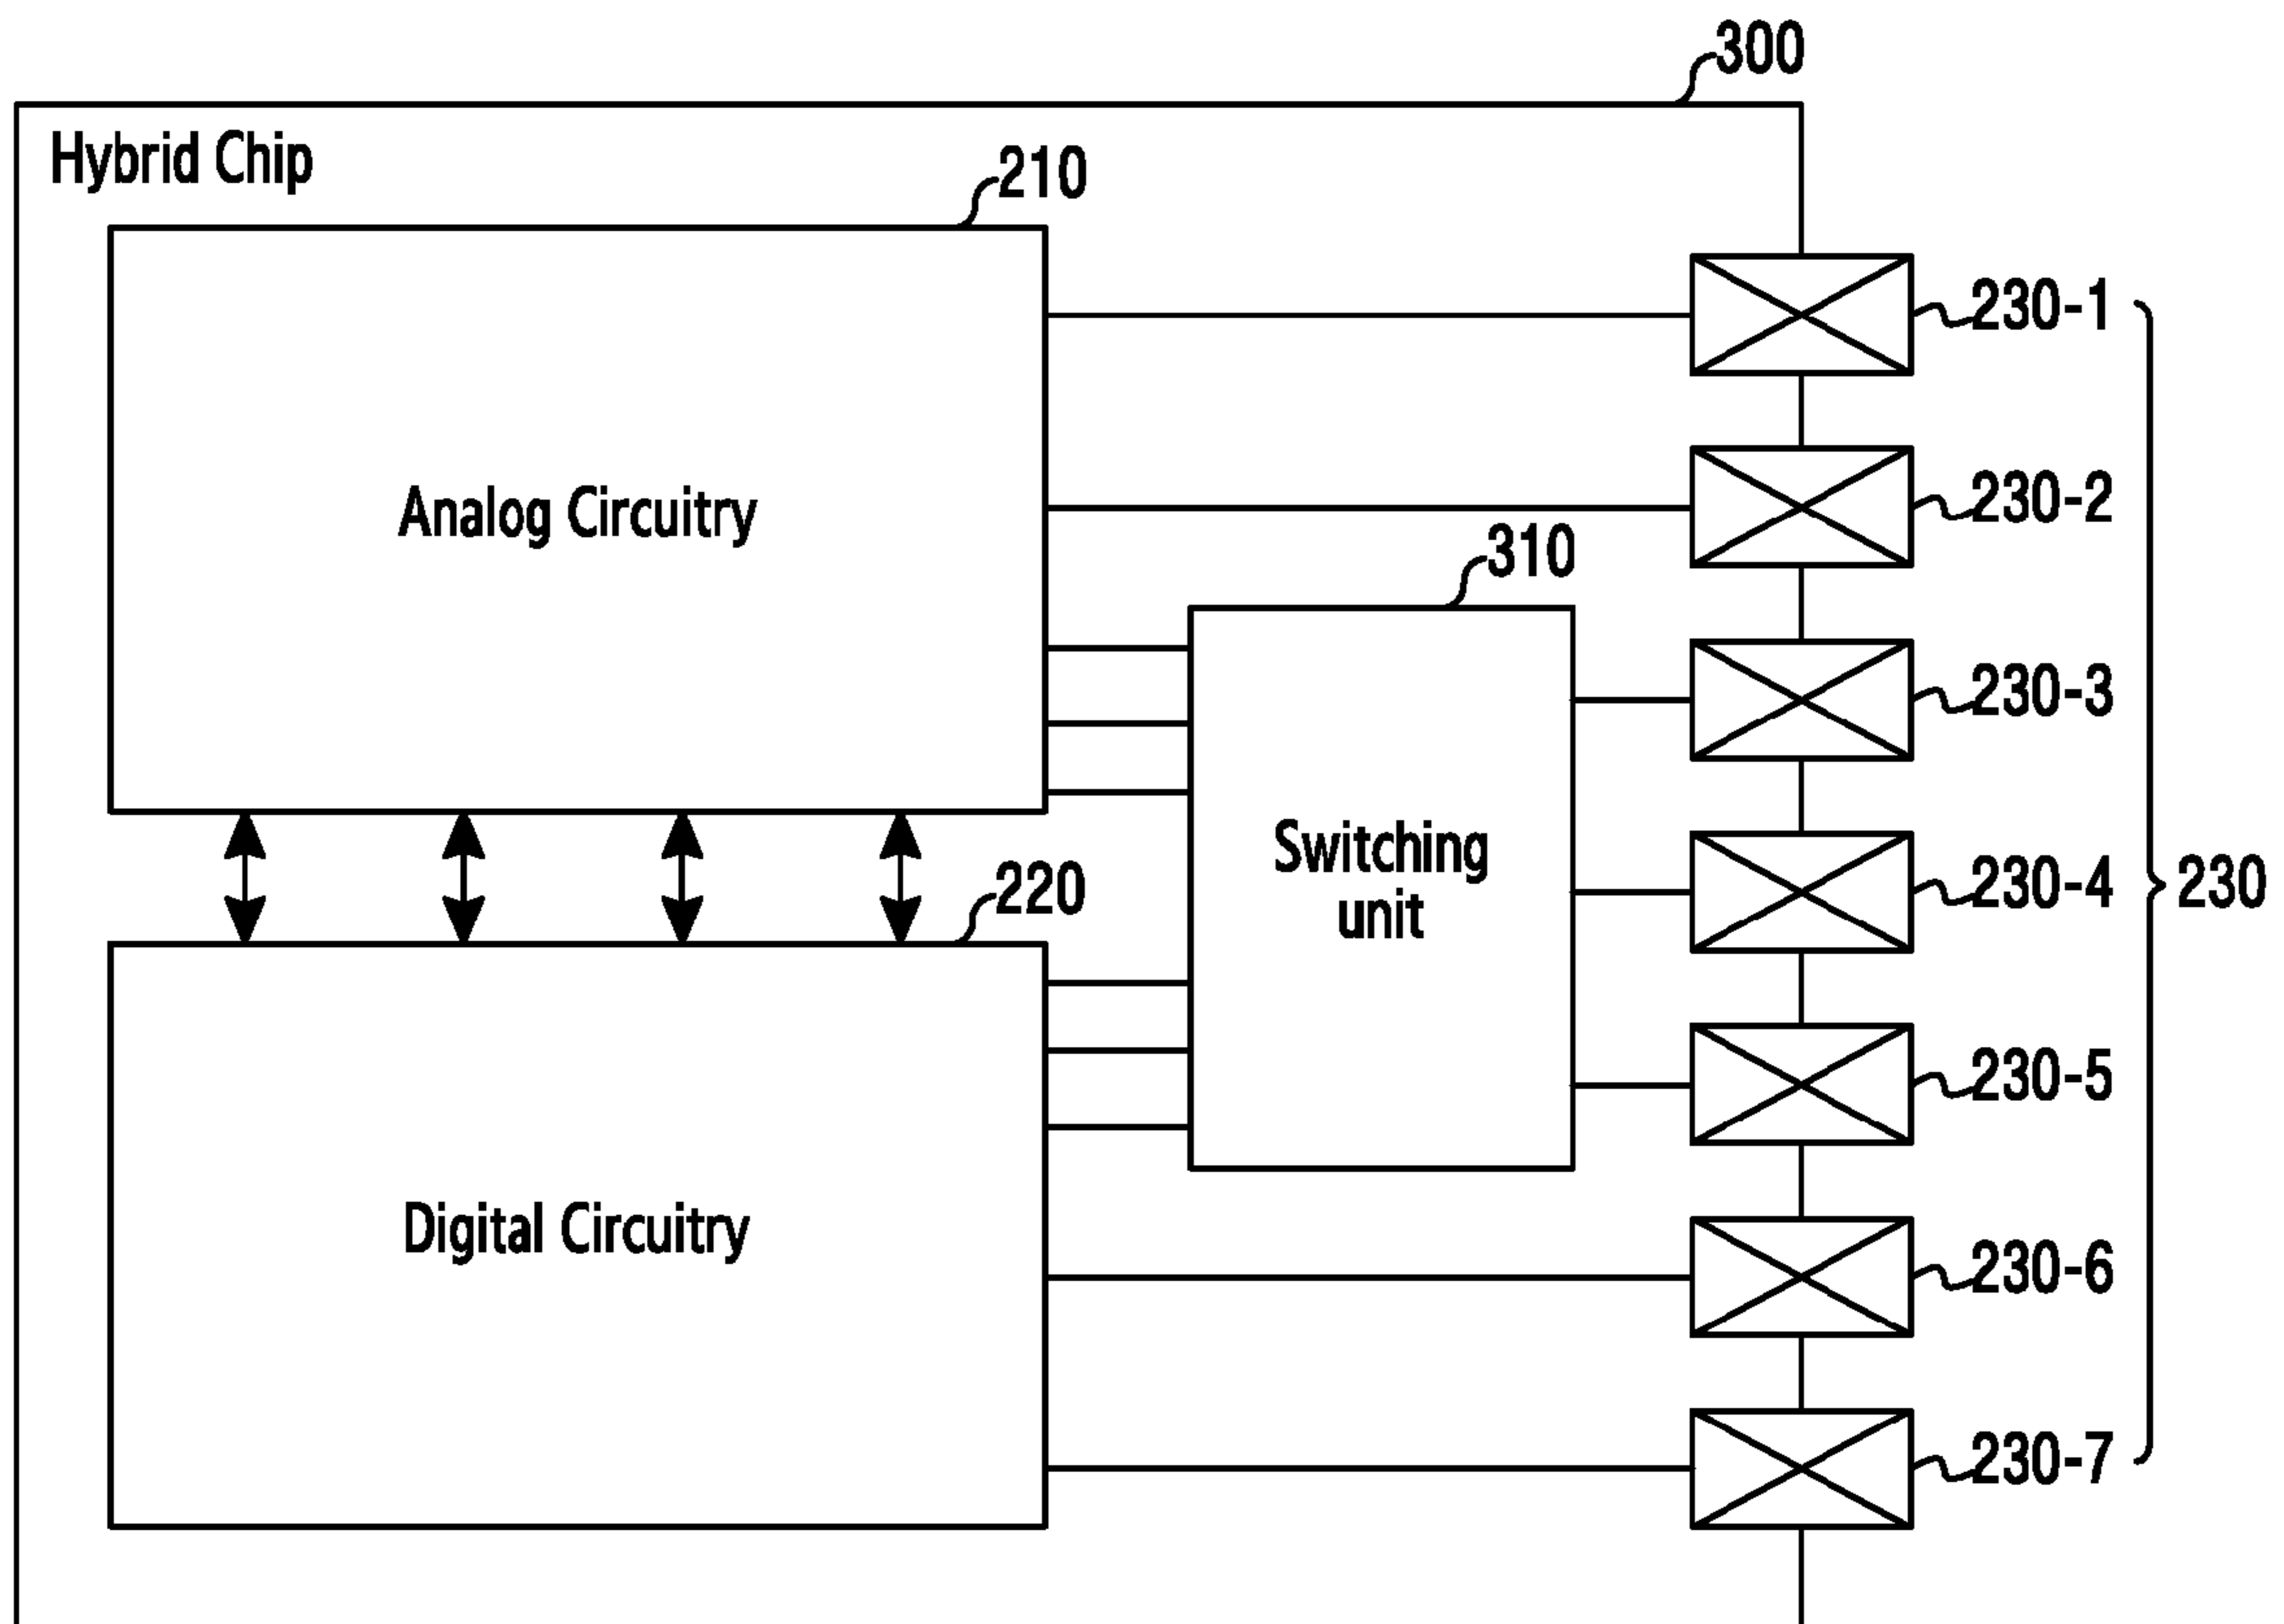 300
Hybrid Chip
210
230-1
Analog Circuitry
230-2
310
230-3
Switching
unit
220
230-4
230
230-5
Digital Circuitry
230-6
230-7